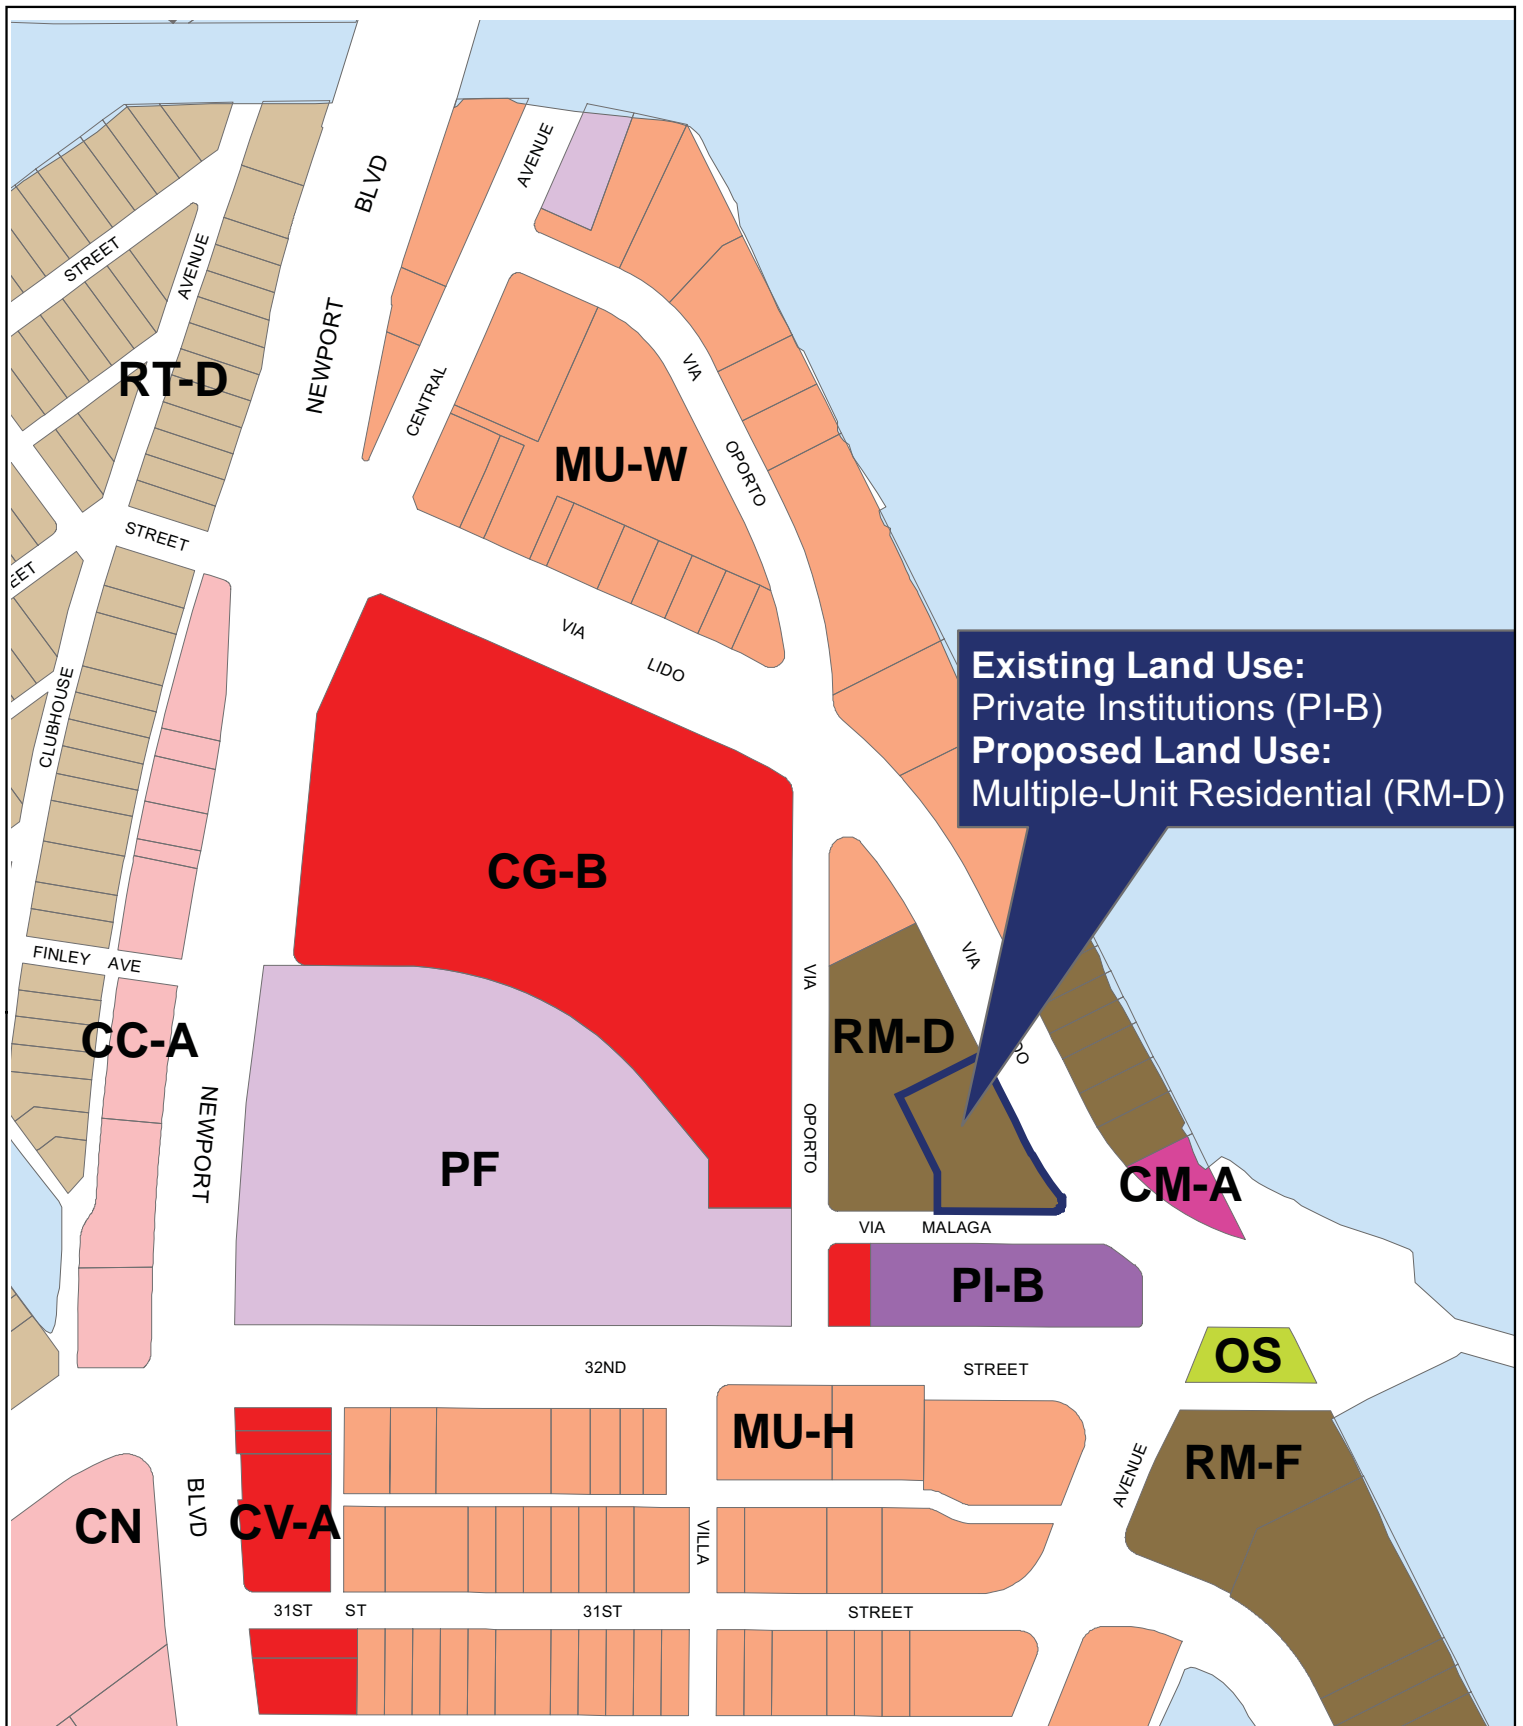 BLVD
AVENUE
STREET
AVENUE
NEWPORT
RT-D
CENTRAL
VIA
MU-W
OPORTO
STREET
VIA
LIDO
CLUBHOUSE
Existing Land Use:
Private Institutions (PI-B)
Proposed Land Use:
Multiple-Unit Residential (RM-D)
CG-B
FINLEY AVE
VIA
VIA
CC-A
RM-D
NEWPORT
OPORTO
PF
CM-A
VIA MALAGA
PI-B
OS
32ND
STREET
MU-H
RM-F
AVENUE
CN
BLVD
CV-A
VILLA
31ST ST
31ST
STREET